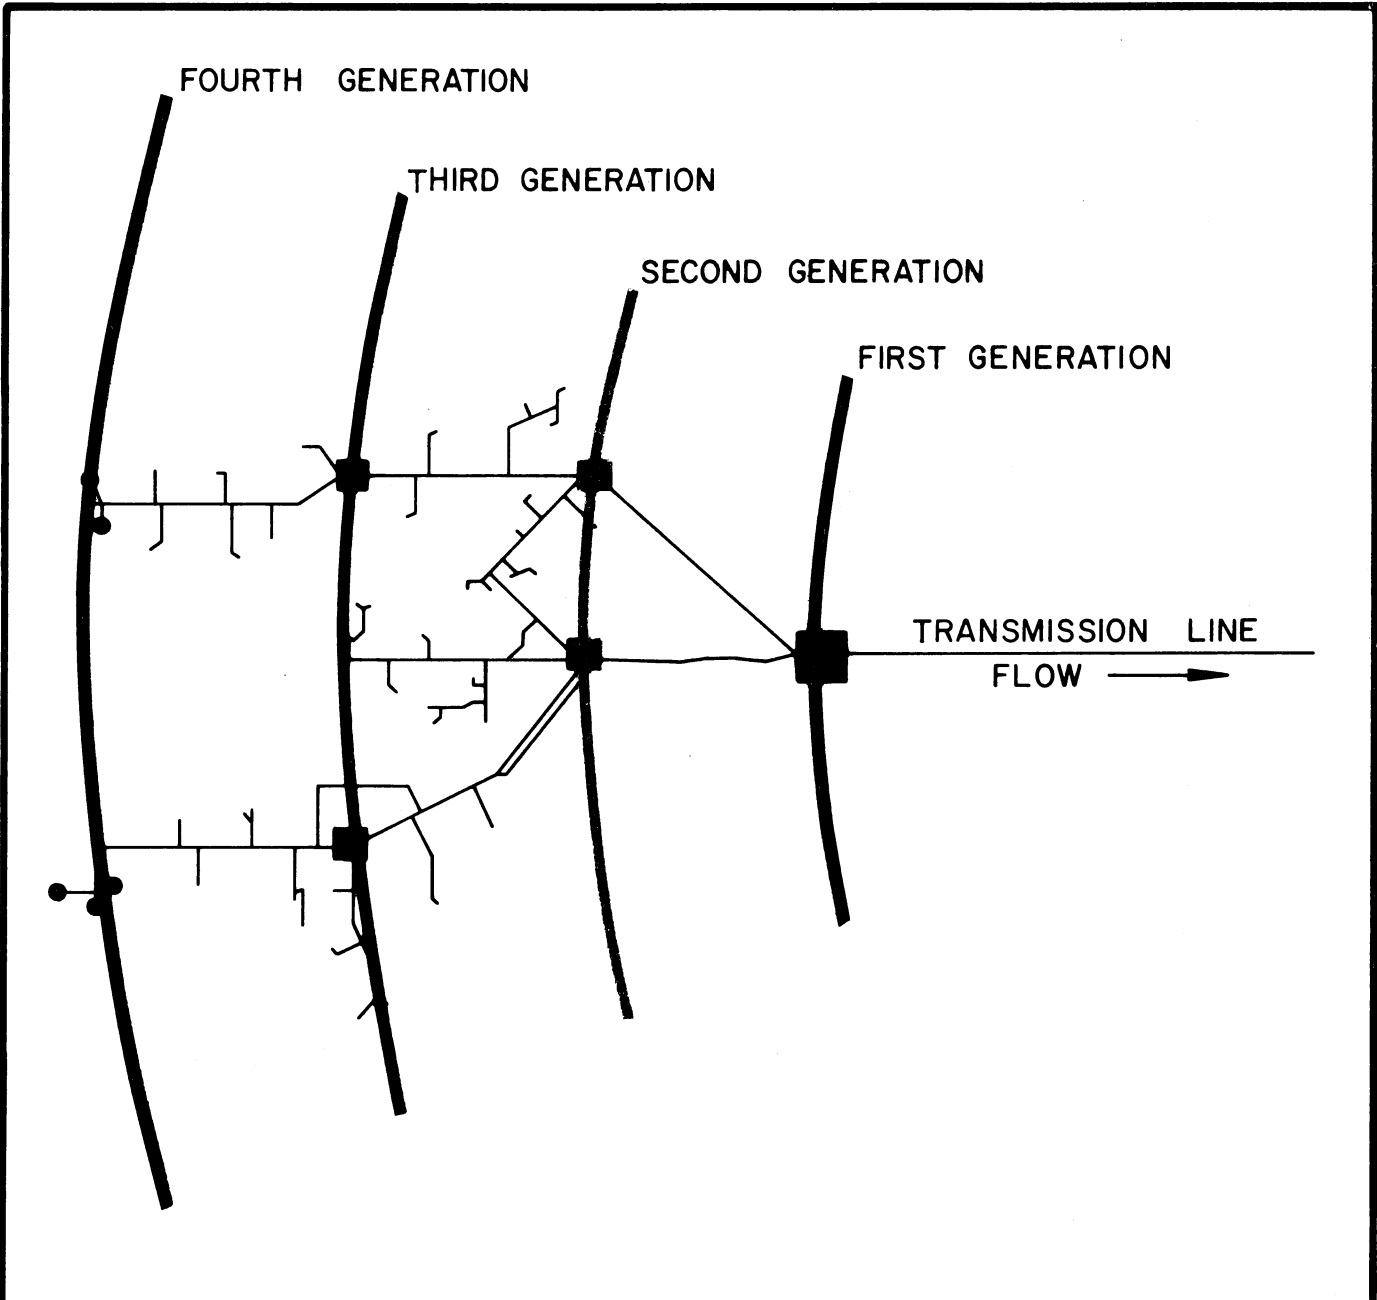 FOURTH GENERATION
THIRD GENERATION
SECOND GENERATION
FIRST GENERATION
TRANSMISSION LINE
FLOW